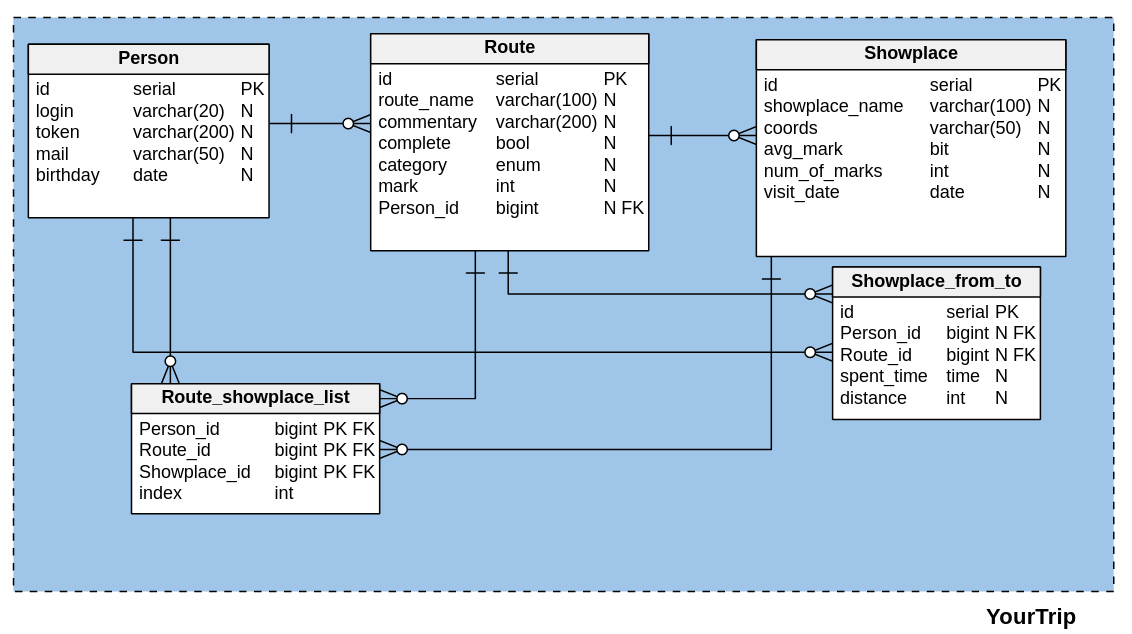 Person
id serial PK
login varchar(20) N
token varchar(200) N
mail varchar(50) N
birthday date N
Route
id serial PK
route_name varchar(100) N
commentary varchar(200) N
complete bool N
category enum N
mark int N
Person_id bigint N FK
Showplace
id serial PK
showplace_name varchar(100) N
coords varchar(50) N
avg_mark bit N
num_of_marks int N
visit_date date N
Showplace_from_to
id serial PK
Person_id bigint N FK
Route_id bigint N FK
spent_time time N
distance int N
Route_showplace_list
Person_id bigint PK FK
Route_id bigint PK FK
Showplace_id bigint PK FK
index int
YourTrip